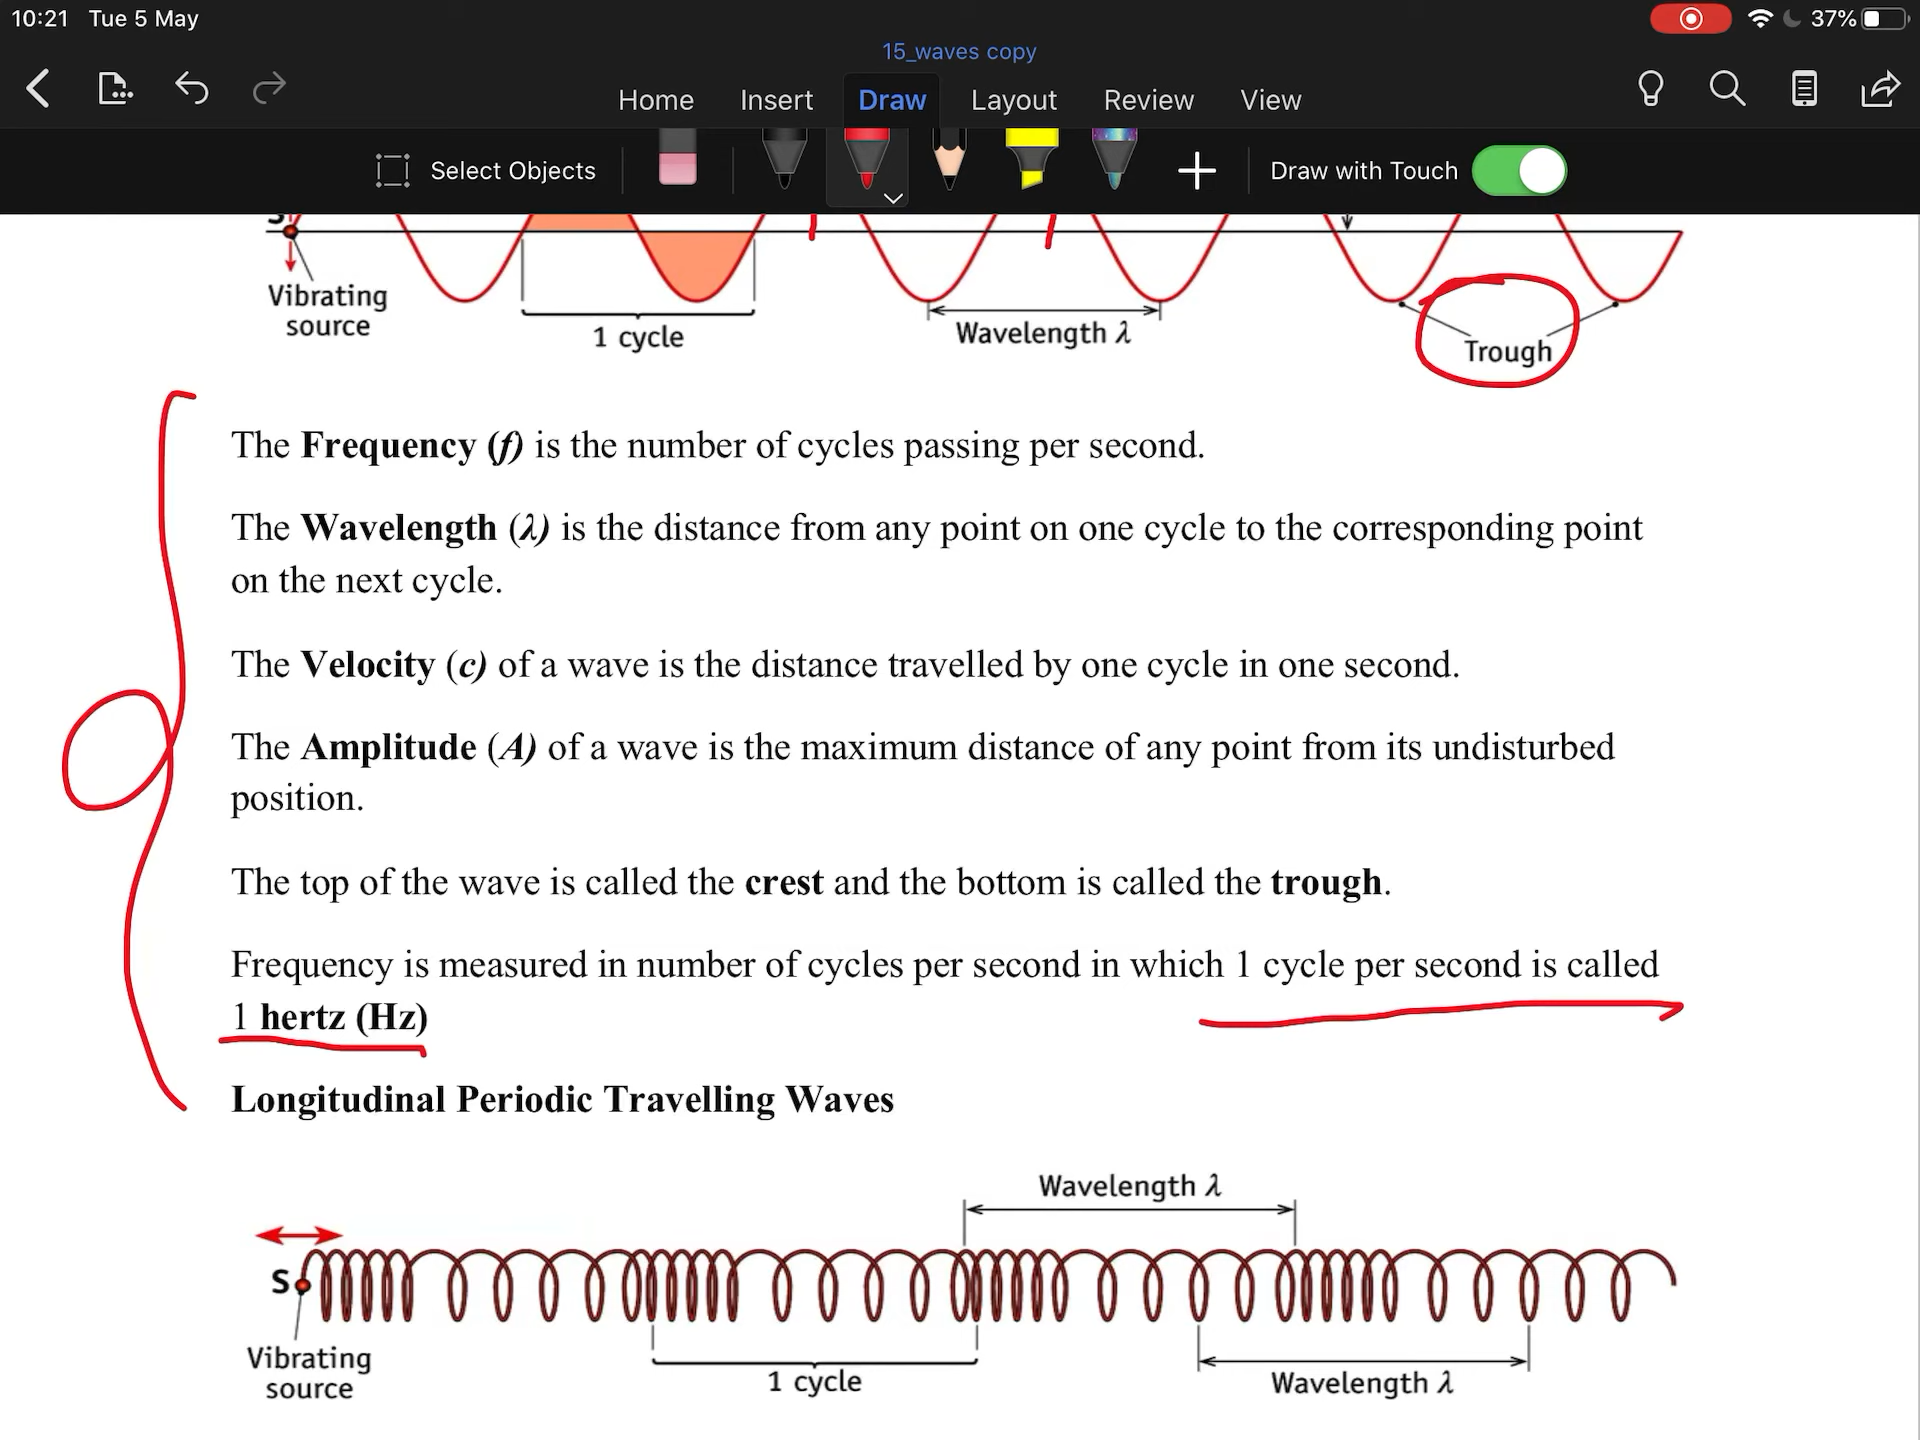 10:21 Tue 5 May
37%
15_waves copy
Home Insert Draw Layout Review View
Select Objects
Draw with Touch
Vibrating
source
1 cycle
Wavelength λ
Trough
The Frequency (f) is the number of cycles passing per second.
The Wavelength (λ) is the distance from any point on one cycle to the corresponding point
on the next cycle.
The Velocity (c) of a wave is the distance travelled by one cycle in one second.
The Amplitude (A) of a wave is the maximum distance of any point from its undisturbed
position.
The top of the wave is called the crest and the bottom is called the trough.
Frequency is measured in number of cycles per second in which 1 cycle per second is called
1 hertz (Hz)
Longitudinal Periodic Travelling Waves
Wavelength λ
S
Vibrating
source
1 cycle
Wavelength λ